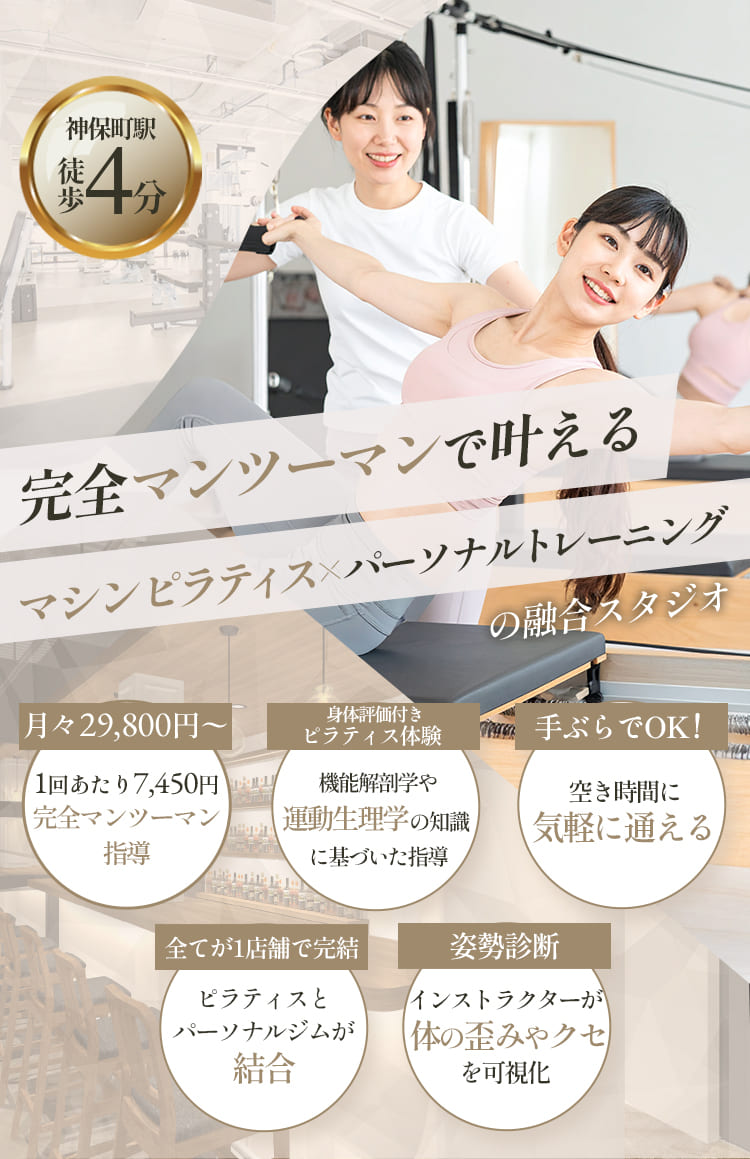 神保町駅
徒歩4分
完全マンツーマンで叶える
マシンピラティス×パーソナルトレーニング
の融合スタジオ
月々29,800円〜
1回あたり7,450円
完全マンツーマン
指導
身体評価付き
ピラティス体験
機能解剖学や
運動生理学の知識
に基づいた指導
手ぶらでOK!
空き時間に
気軽に通える
全てが1店舗で完結
ピラティスと
パーソナルジムが
結合
姿勢診断
インストラクターが
体の歪みやクセ
を可視化